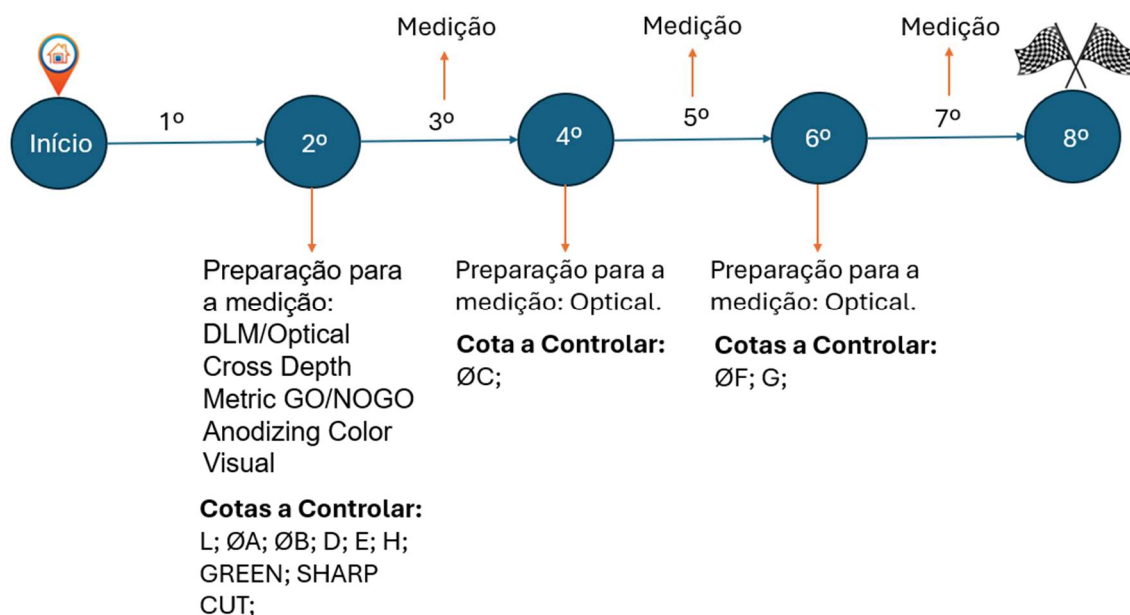 Medição
Medição
Medição
Início
1º
2º
3º
4º
5º
6º
7º
8º
Preparação para
a medição:
DLM/Optical
Cross Depth
Metric GO/NOGO
Anodizing Color
Visual
Cotas a Controlar:
L; ØA; ØB; D; E; H;
GREEN; SHARP
CUT;
Preparação para a
medição: Optical.
Cota a Controlar:
ØC;
Preparação para a
medição: Optical.
Cotas a Controlar:
ØF; G;